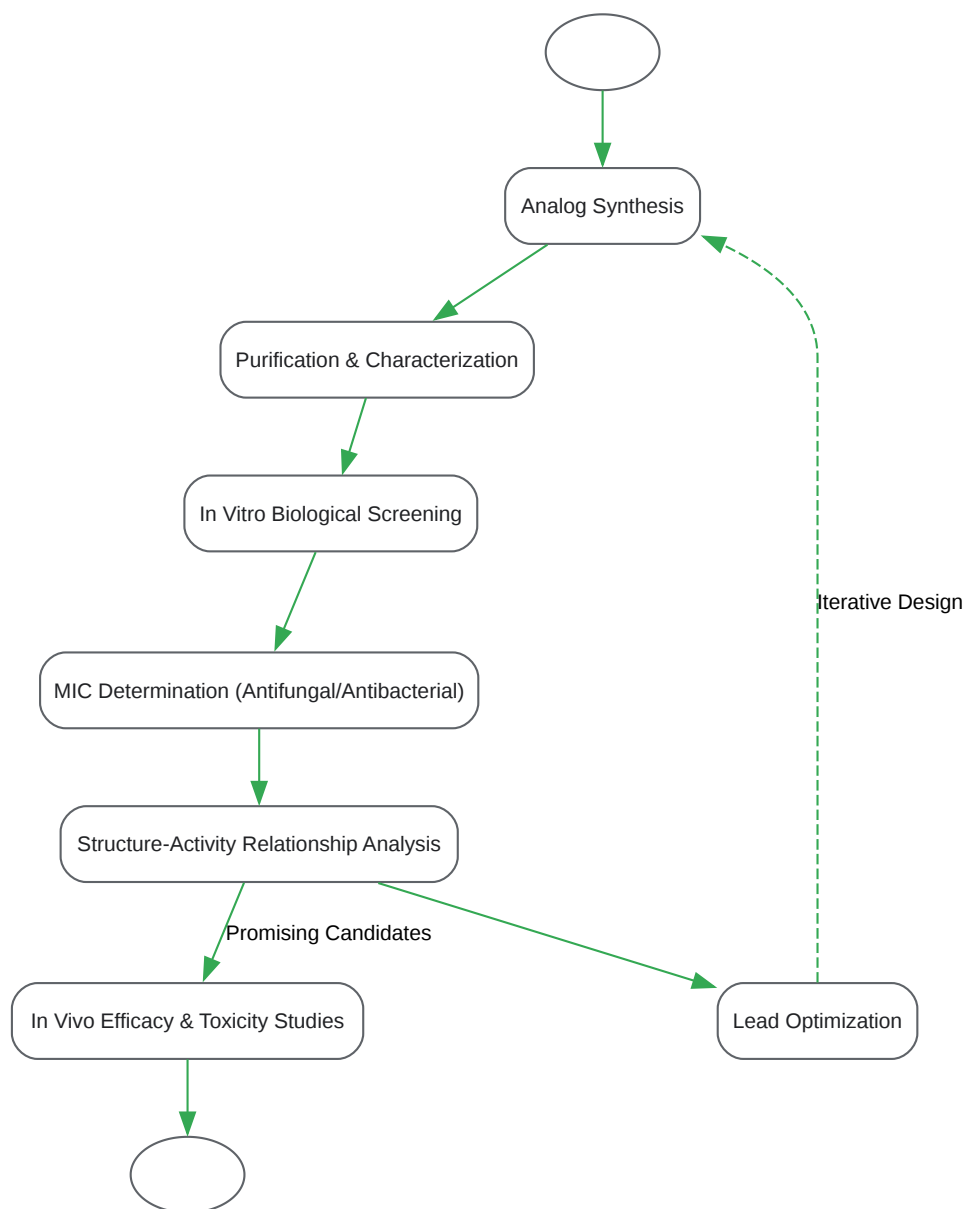 Analog Synthesis
Purification & Characterization
In Vitro Biological Screening
Iterative Design
MIC Determination (Antifungal/Antibacterial)
Structure-Activity Relationship Analysis
Promising Candidates
In Vivo Efficacy & Toxicity Studies
Lead Optimization